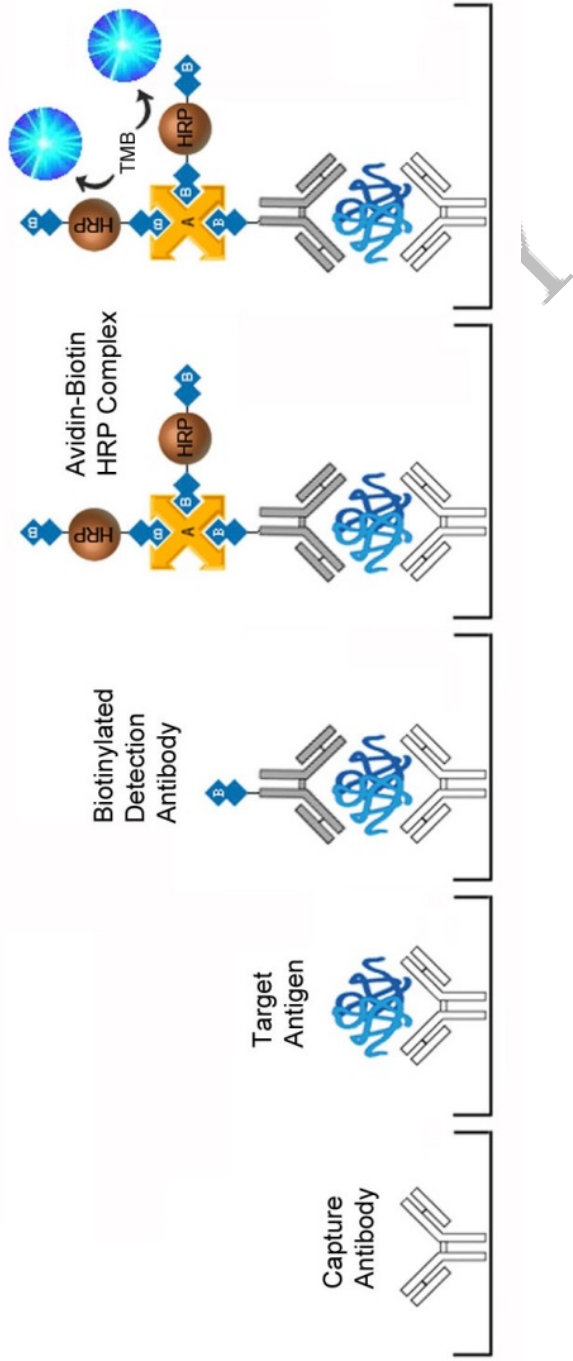 Capture
Antibody
Target
Antigen
Biotinylated
Detection
Antibody
B
Avidin-Biotin
HRP Complex
B
HRP
B
A
B
B
HRP
B
B
HRP
B
A
B
B
HRP
B
TMB